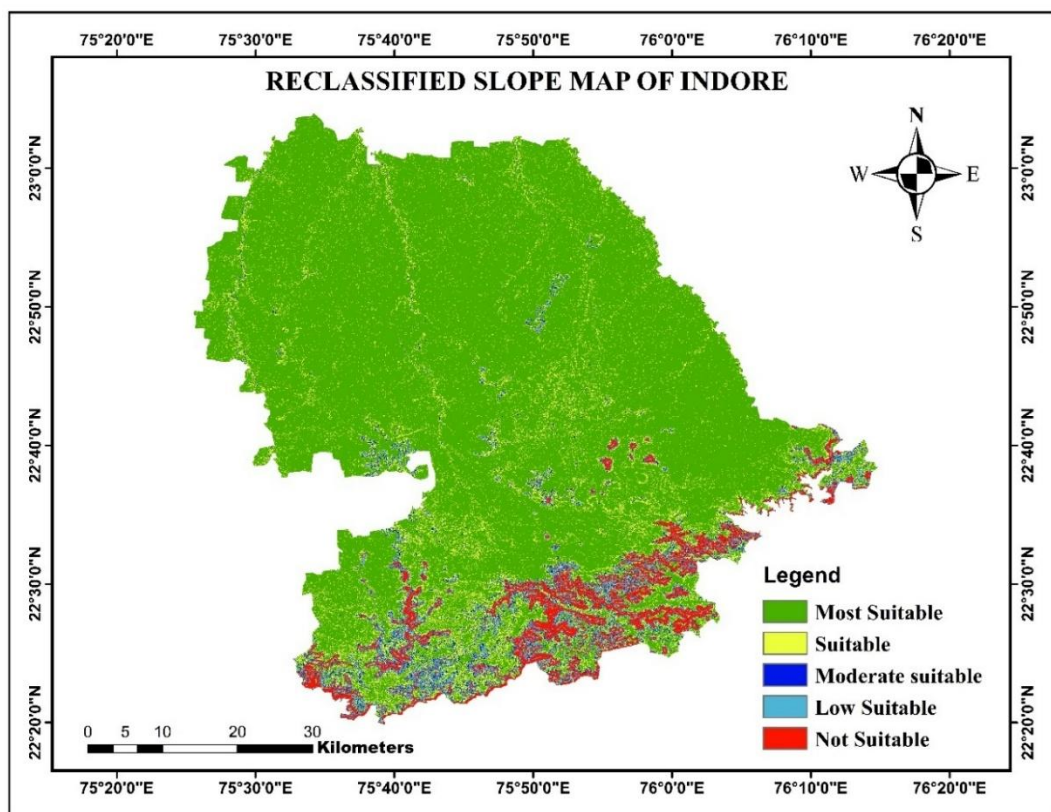 75°20'0"E 75°30'0"E 75°40'0"E 75°50'0"E 76°0'0"E 76°10'0"E 76°20'0"E
RECLASSIFIED SLOPE MAP OF INDORE
N
W E
S
23°0'0"N 23°0'0"N
22°50'0"N 22°50'0"N
22°40'0"N 22°40'0"N
22°30'0"N 22°30'0"N
22°20'0"N 22°20'0"N
Legend
Most Suitable
Suitable
Moderate suitable
Low Suitable
Not Suitable
0 5 10 20 30
Kilometers
75°20'0"E 75°30'0"E 75°40'0"E 75°50'0"E 76°0'0"E 76°10'0"E 76°20'0"E